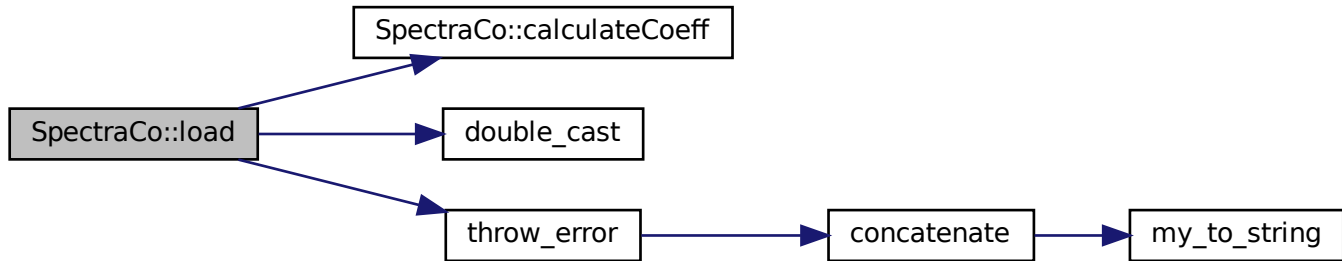 SpectraCo::calculateCoeff
SpectraCo::load
double_cast
throw_error
concatenate
my_to_string